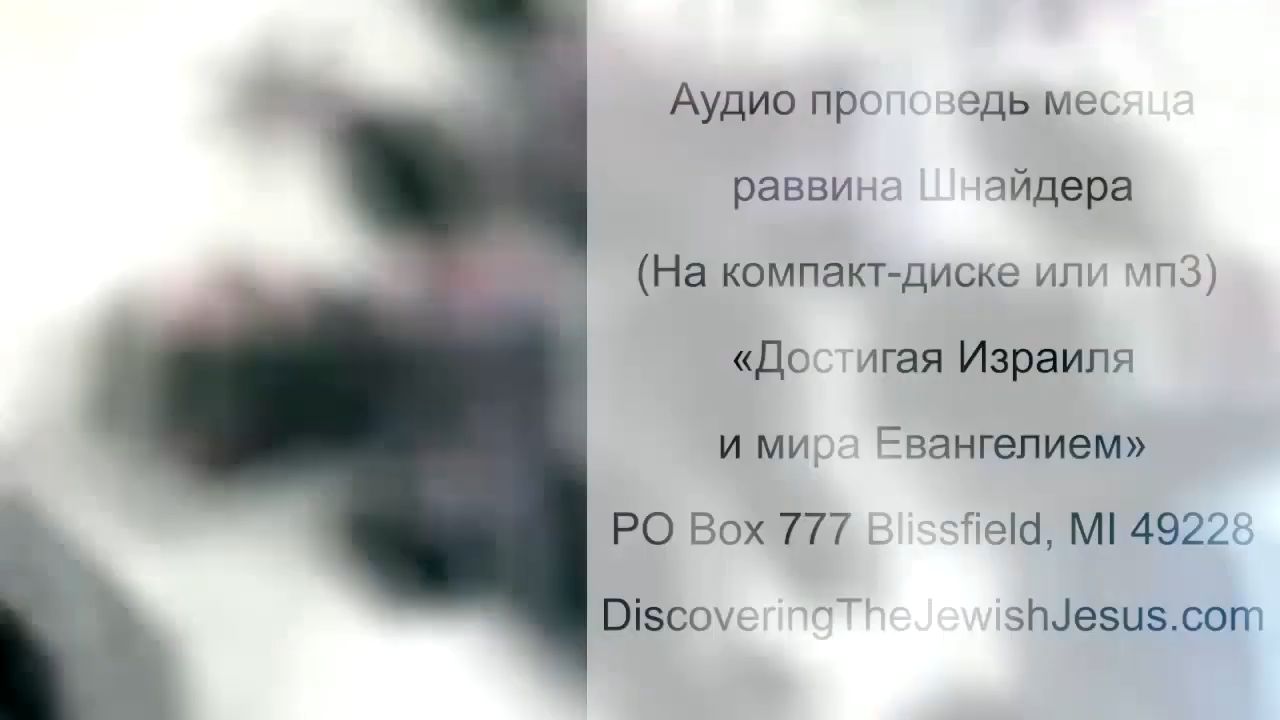 Аудио проповедь месяца
раввина Шнайдера
(На компакт-диске или мп3)
«Достигая Израиля
и мира Евангелием»
PO Box 777 Blissfield, MI 49228
DiscoveringTheJewishJesus.com